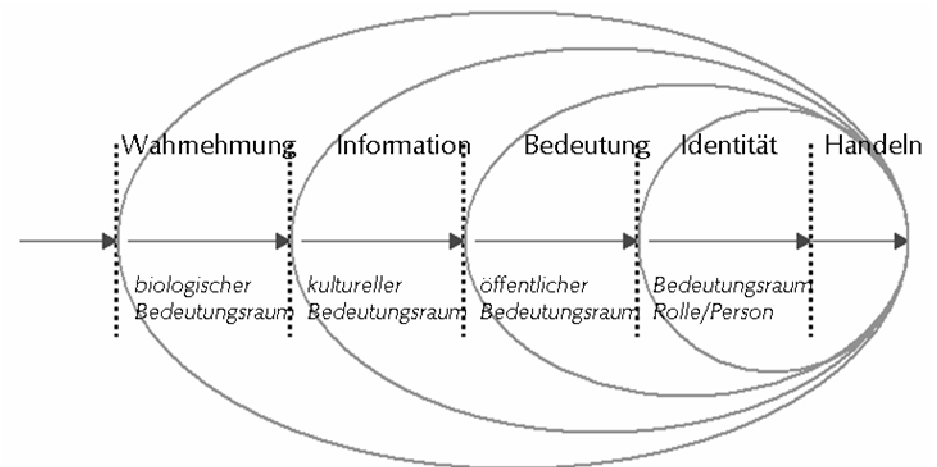 Wahrnehmung Information Bedeutung Identität Handeln
biologischer kultureller öffentlicher Bedeutungsraum
Bedeutungsraum Bedeutungsraum Bedeutungsraum Rolle/Person